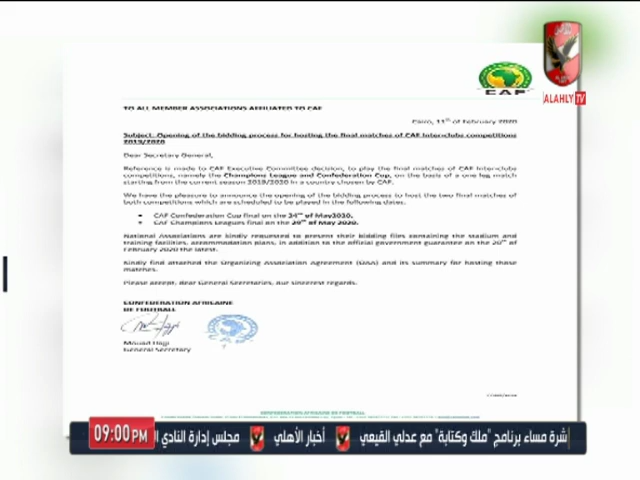 CAF
ALAHLY TV
TO ALL MEMBER ASSOCIATIONS AFFILIATED TO CAF
Cairo, 11th of February 2020
Subject: Opening of the bidding process for hosting the final matches of CAF Interclubs competitions
2019/2020
Dear Secretary General,
Reference is made to CAF Executive Committee decision, to play the final matches of CAF Interclubs
competitions, namely the Champions League and Confederation Cup, on the basis of a one leg match
starting from the current season 2019/2020 in a country chosen by CAF.
We have the pleasure to announce the opening of the bidding process to host the two final matches of
both competitions which are scheduled to be played in the following dates.
• CAF Confederation Cup final on the 24th of May2020.
• CAF Champions Leagues final on the 29th of May 2020.
National Associations are kindly requested to present their bidding files containing the stadium and
training facilities, accommodation plans, in addition to the official government guarantee on the 20th of
February 2020 the latest.
Kindly find attached the Organizing Association Agreement (OAA) and its summary for hosting those
matches.
Please accept, dear General Secretaries, our sincerest regards.
CONFEDERATION AFRICAINE
DE FOOTBALL
Mouad Hajji
General Secretary
CONFEDERATION AFRICAINE DE FOOTBALL
09:00 PM
شرة مساء برنامج "ملك وكتابة" مع عدلي القيعي
أخبار الأهلي
مجلس إدارة النادي ا